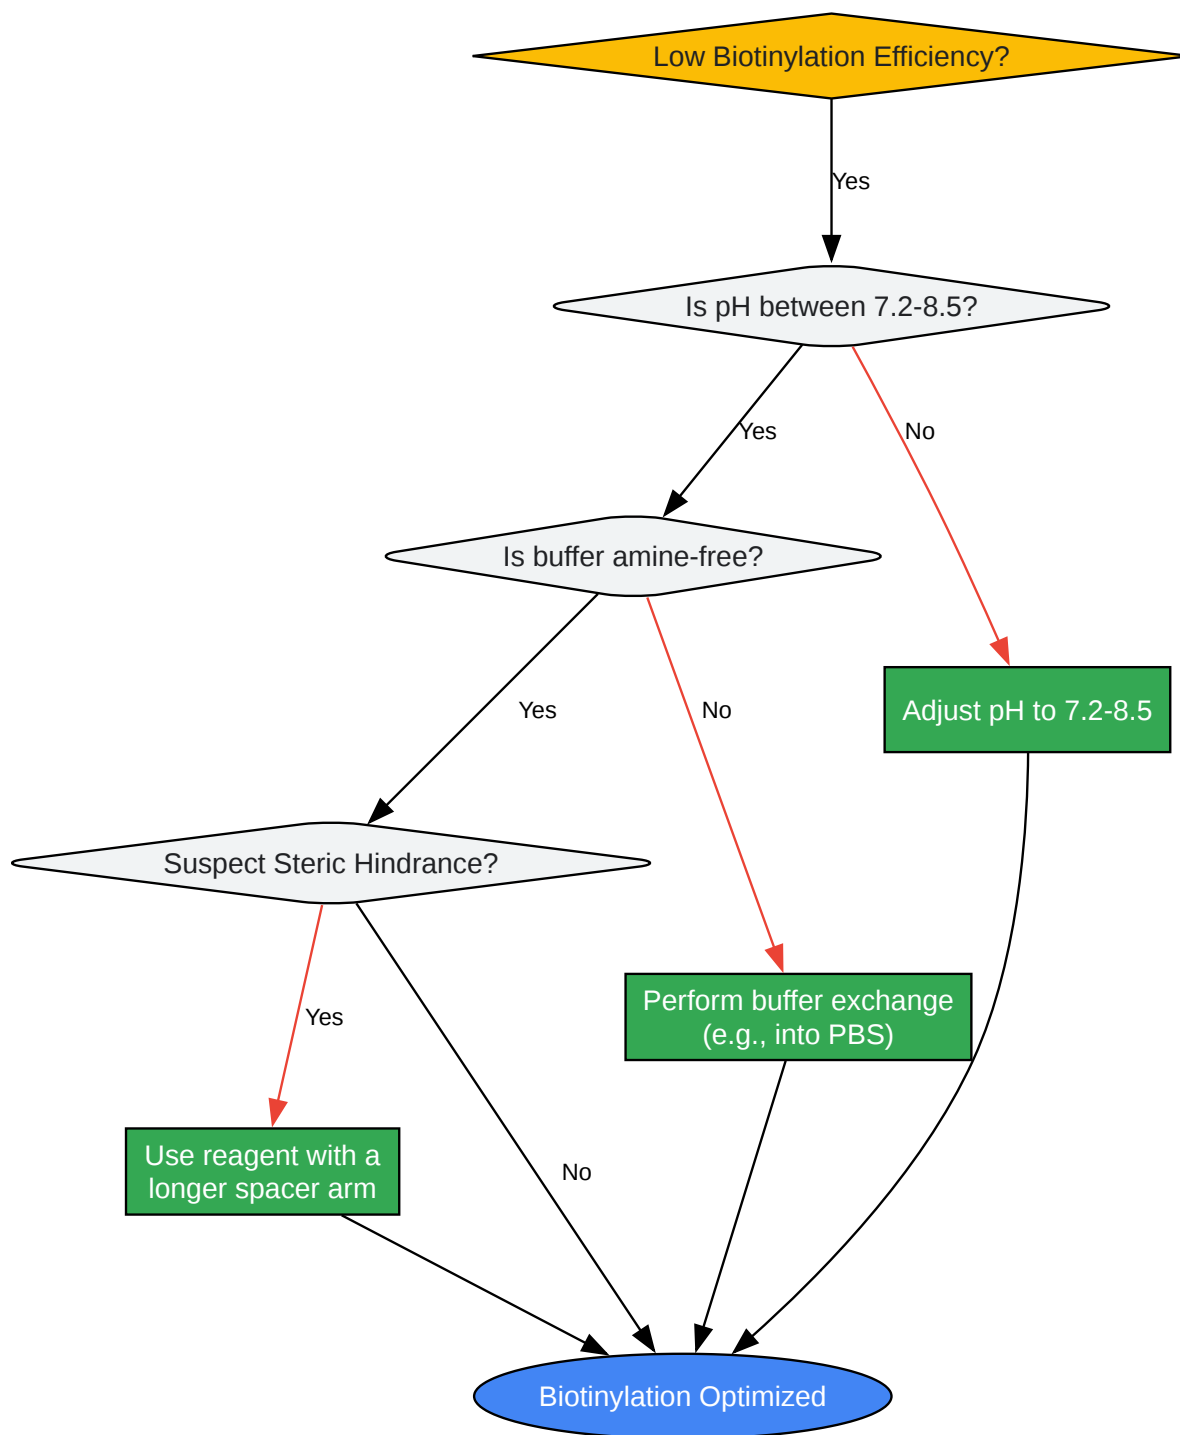 Low Biotinylation Efficiency?
Yes
Is pH between 7.2-8.5?
Yes
No
Is buffer amine-free?
Yes
No
Adjust pH to 7.2-8.5
Suspect Steric Hindrance?
Perform buffer exchange
(e.g., into PBS)
Yes
Use reagent with a
longer spacer arm
No
Biotinylation Optimized